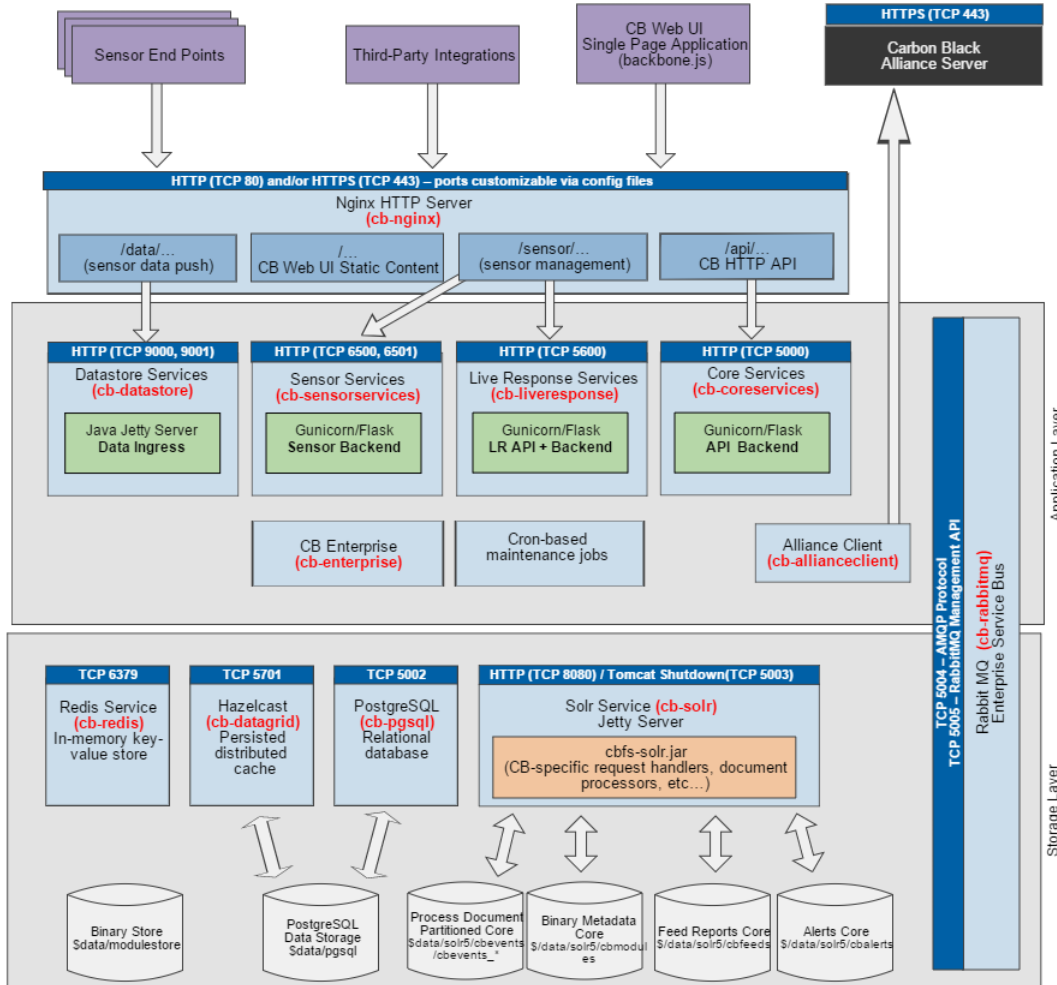 Sensor End Points
Third-Party Integrations
CB Web UI
Single Page Application
(backbone.js)
HTTPS (TCP 443)
Carbon Black
Alliance Server
HTTP (TCP 80) and/or HTTPS (TCP 443) – ports customizable via config files
Nginx HTTP Server
(cb-nginx)
/data/…
(sensor data push)
/…
CB Web UI Static Content
/sensor/…
(sensor management)
/api/…
CB HTTP API
HTTP (TCP 9000, 9001)
Datastore Services
(cb-datastore)
Java Jetty Server
Data Ingress
HTTP (TCP 6500, 6501)
Sensor Services
(cb-sensorservices)
Gunicorn/Flask
Sensor Backend
HTTP (TCP 5600)
Live Response Services
(cb-liveresponse)
Gunicorn/Flask
LR API + Backend
HTTP (TCP 5000)
Core Services
(cb-coreservices)
Gunicorn/Flask
API Backend
CB Enterprise
(cb-enterprise)
Cron-based
maintenance jobs
Alliance Client
(cb-allianceclient)
Application Layer
TCP 5004 – AMQP Protocol
TCP 5005 – RabbitMQ Management API
Rabbit MQ (cb-rabbitmq)
Enterprise Service Bus
TCP 6379
Redis Service
(cb-redis)
In-memory key-
value store
TCP 5701
Hazelcast
(cb-datagrid)
Persisted
distributed
cache
TCP 5002
PostgreSQL
(cb-pgsql)
Relational
database
HTTP (TCP 8080) / Tomcat Shutdown(TCP 5003)
Solr Service (cb-solr)
Jetty Server
cbfs-solr.jar
(CB-specific request handlers, document
processors, etc…)
Storage Layer
Binary Store
$data/modulestore
PostgreSQL
Data Storage
$data/pgsql
Process Document
Partitioned Core
$data/solr5/cbevents
/cbevents_*
Binary Metadata
Core
$/data/solr5/cbmodul
es
Feed Reports Core
$/data/solr5/cbfeeds
Alerts Core
$/data/solr5/cbalerts